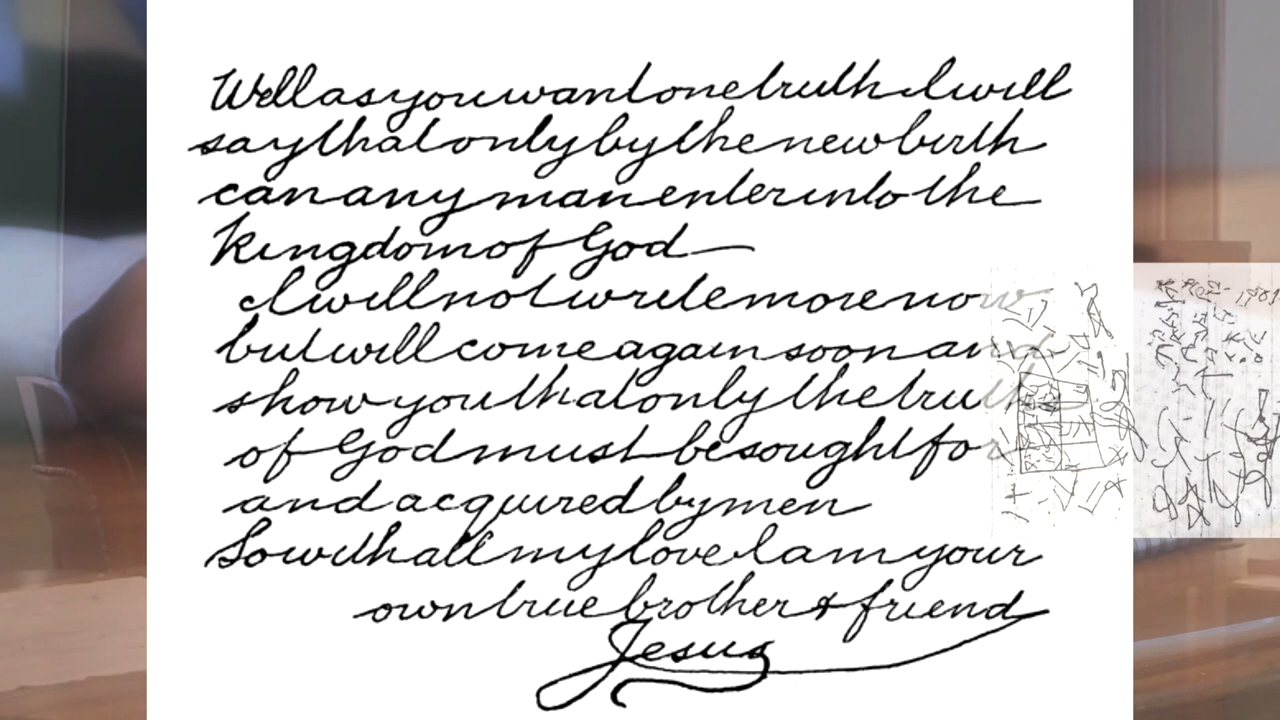 Well as you want one truth I will
say that only by the new birth
can any man enter into the
Kingdom of God
I will not write more now
but will come again soon and
show you that only the truth
of God must be sought for
and acquired by men
So with all my love I am your
own true brother & friend
Jesus